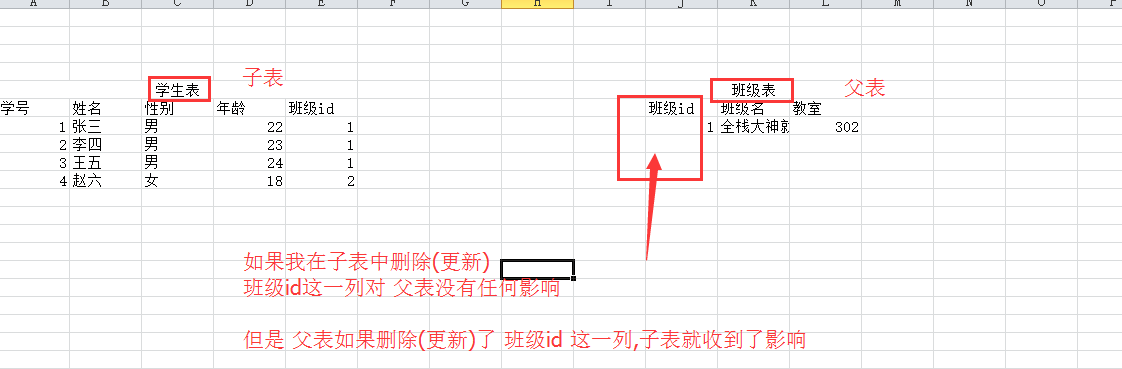 A B C D E F G H I J K L M N O P
学生表 子表 班级表 父表
学号 姓名 性别 年龄 班级id 班级id 班级名 教室
1 张三 男 22 1 1 全栈大神 302
2 李四 男 23 1
3 王五 男 24 1
4 赵六 女 18 2
如果我在子表中删除(更新)
班级id这一列对 父表没有任何影响
但是 父表如果删除(更新)了 班级id 这一列,子表就收到了影响